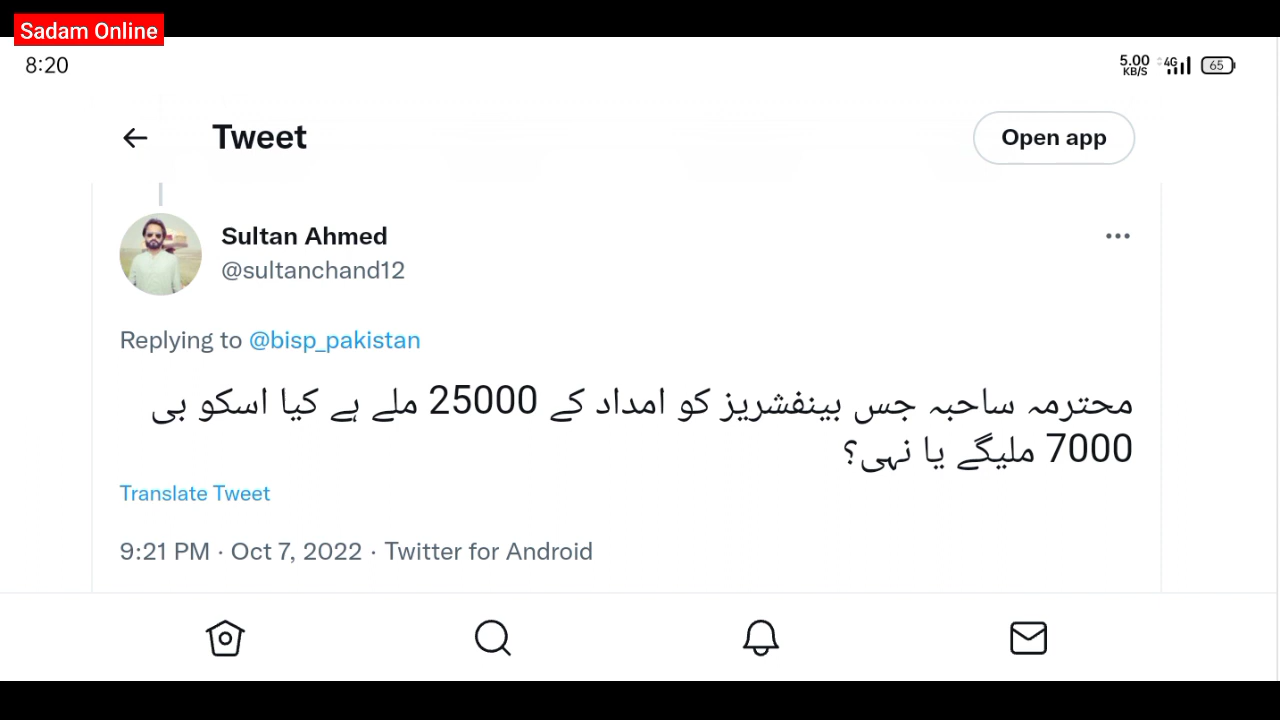 Sadam Online
8:20
5.00 KB/S 4G 65
Tweet
Open app
Sultan Ahmed
@sultanchand12
Replying to @bisp_pakistan
محترمہ ساحبہ جس بینفشریز کو امداد کے 25000 ملے ہے کیا اسکو بی
7000 ملیگے یا نہی؟
Translate Tweet
9:21 PM · Oct 7, 2022 · Twitter for Android